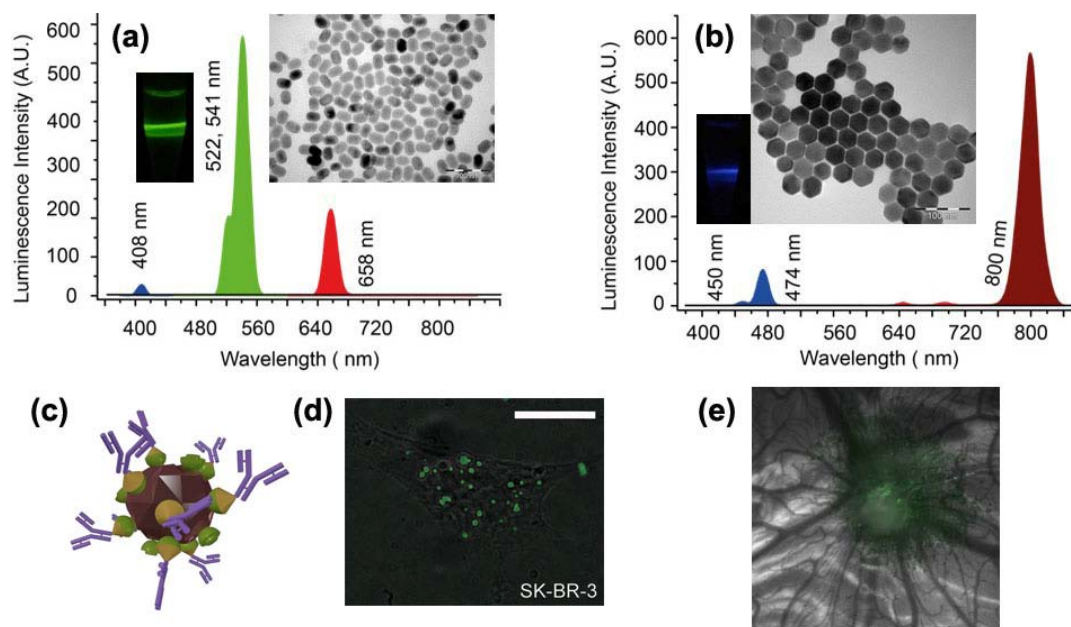 (a)
600
500
400
300
200
100
0
Luminescence Intensity (A.U.)
408 nm
522, 541 nm
658 nm
400 480 560 640 720 800
Wavelength ( nm)
(b)
600
500
400
300
200
100
0
Luminescence Intensity (A.U.)
450 nm
474 nm
800 nm
100 nm
400 480 560 640 720 800
Wavelength ( nm)
(c)
(d)
SK-BR-3
(e)